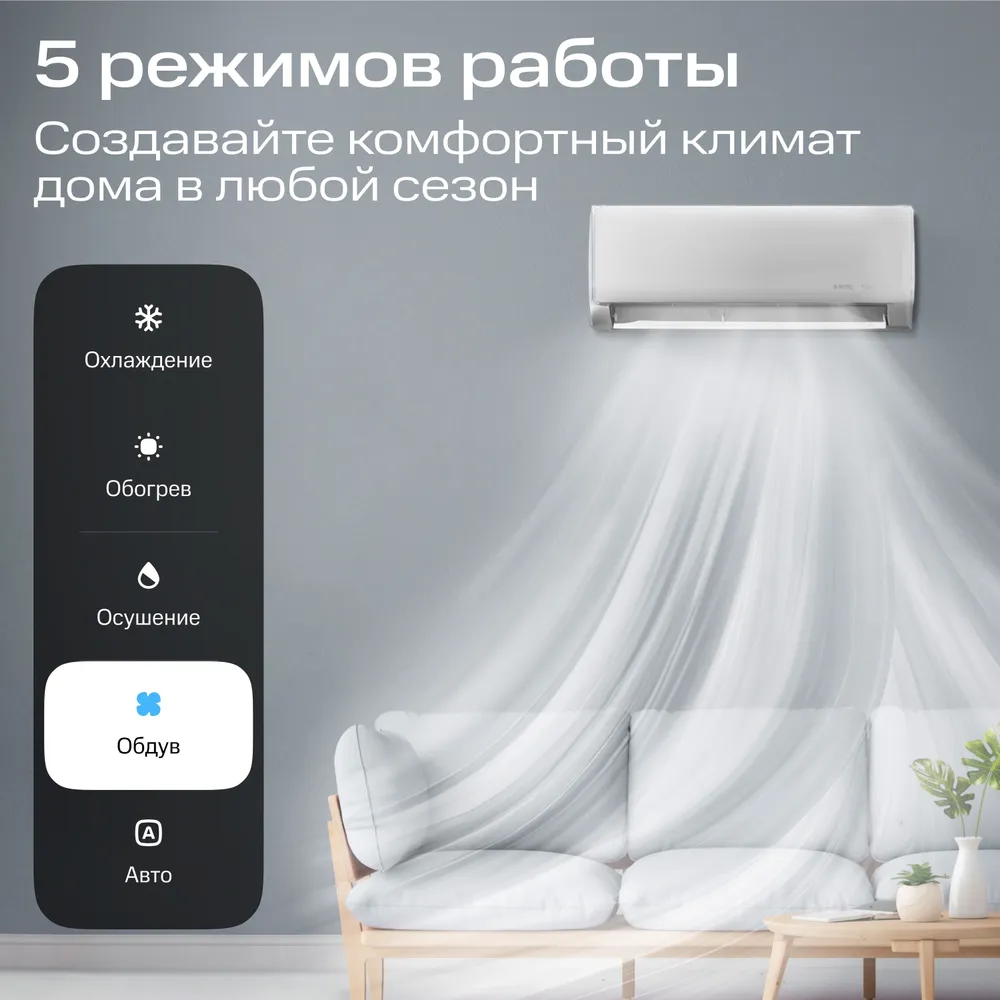 5 режимов работы
Создавайте комфортный климат
дома в любой сезон
Охлаждение
Обогрев
Осушение
Обдув
A
Авто